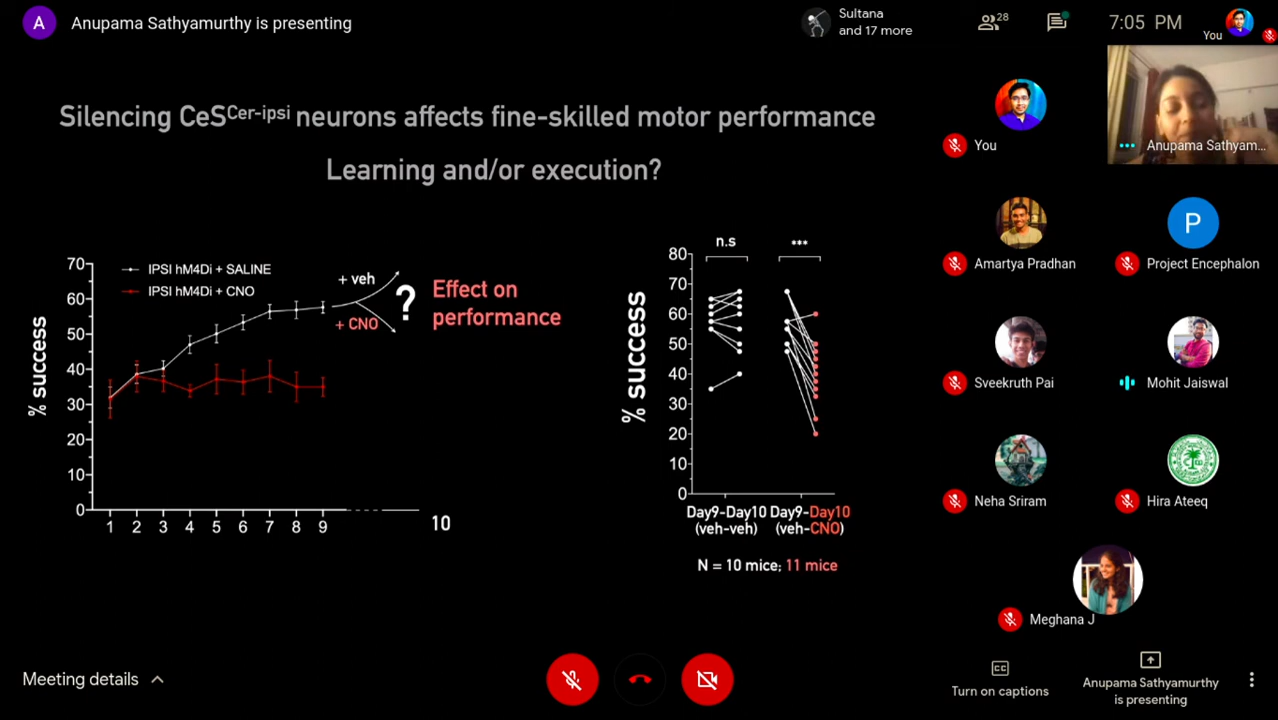 A
Anupama Sathyamurthy is presenting
Sultana
and 17 more
28
7:05 PM
You
Silencing CeSCer-ipsi neurons affects fine-skilled motor performance
Learning and/or execution?
70
60
50
40
30
20
10
0
% success
IPSI hM4Di + SALINE
IPSI hM4Di + CNO
+ veh
+ CNO
?
Effect on
performance
1 2 3 4 5 6 7 8 9
10
n.s
***
80
70
60
50
40
30
20
10
0
% success
Day9-Day10 Day9-Day10
(veh-veh) (veh-CNO)
N = 10 mice; 11 mice
You
Anupama Sathyam...
Amartya Pradhan
P
Project Encephalon
Sveekruth Pai
Mohit Jaiswal
Neha Sriram
Hira Ateeq
Meghana J
Meeting details
CC
Turn on captions
Anupama Sathyamurthy
is presenting